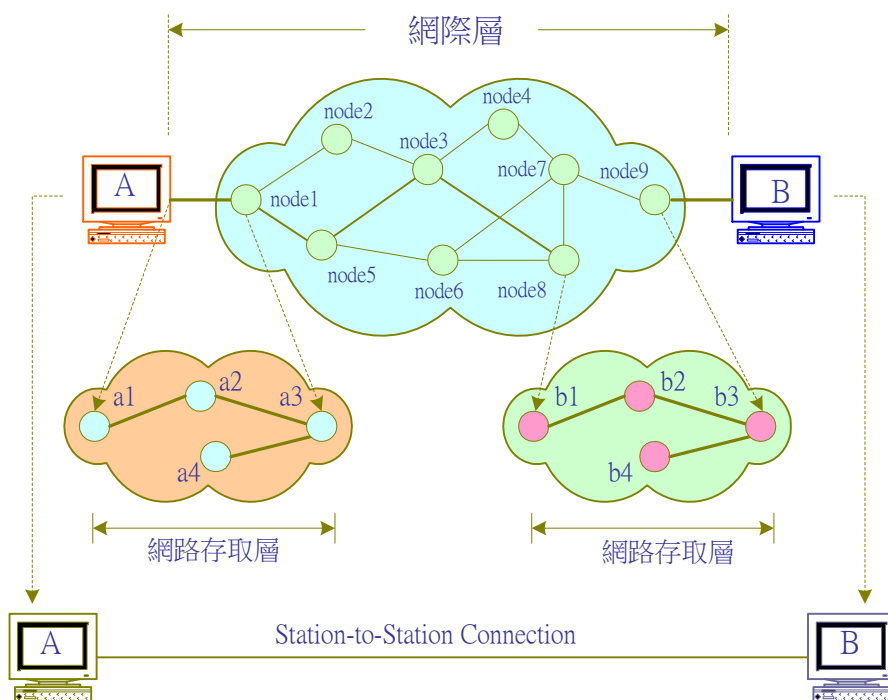 網際層
node4
node2
node3
A
node7
node9
B
node1
node5
node6
node8
a1
a2
a3
a4
b1
b2
b3
b4
網路存取層
網路存取層
A
Station-to-Station Connection
B